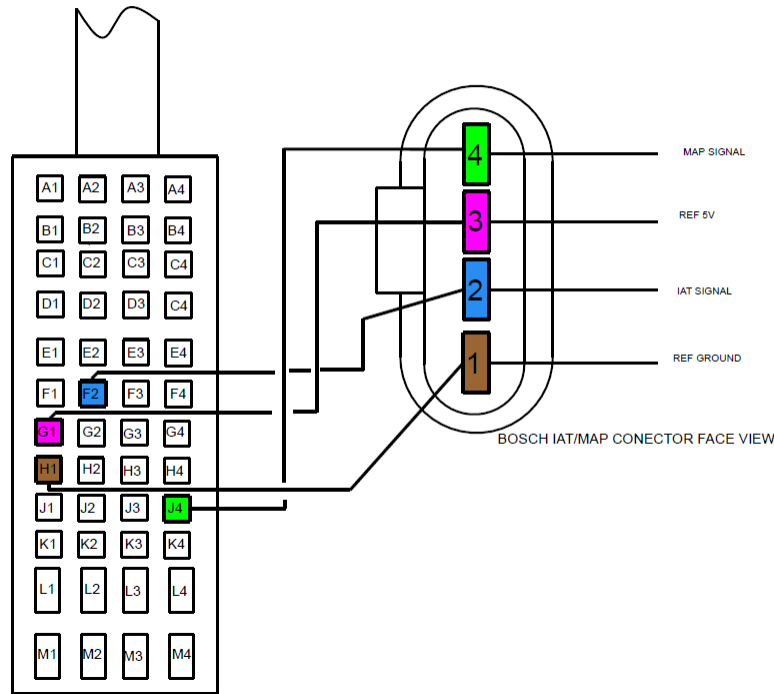 A1 A2 A3 A4
B1 B2 B3 B4
C1 C2 C3 C4
D1 D2 D3 C4
E1 E2 E3 E4
F1 F2 F3 F4
G1 G2 G3 G4
H1 H2 H3 H4
J1 J2 J3 J4
K1 K2 K3 K4
L1 L2 L3 L4
M1 M2 M3 M4
4 MAP SIGNAL
3 REF 5V
2 IAT SIGNAL
1 REF GROUND
BOSCH IAT/MAP CONECTOR FACE VIEW